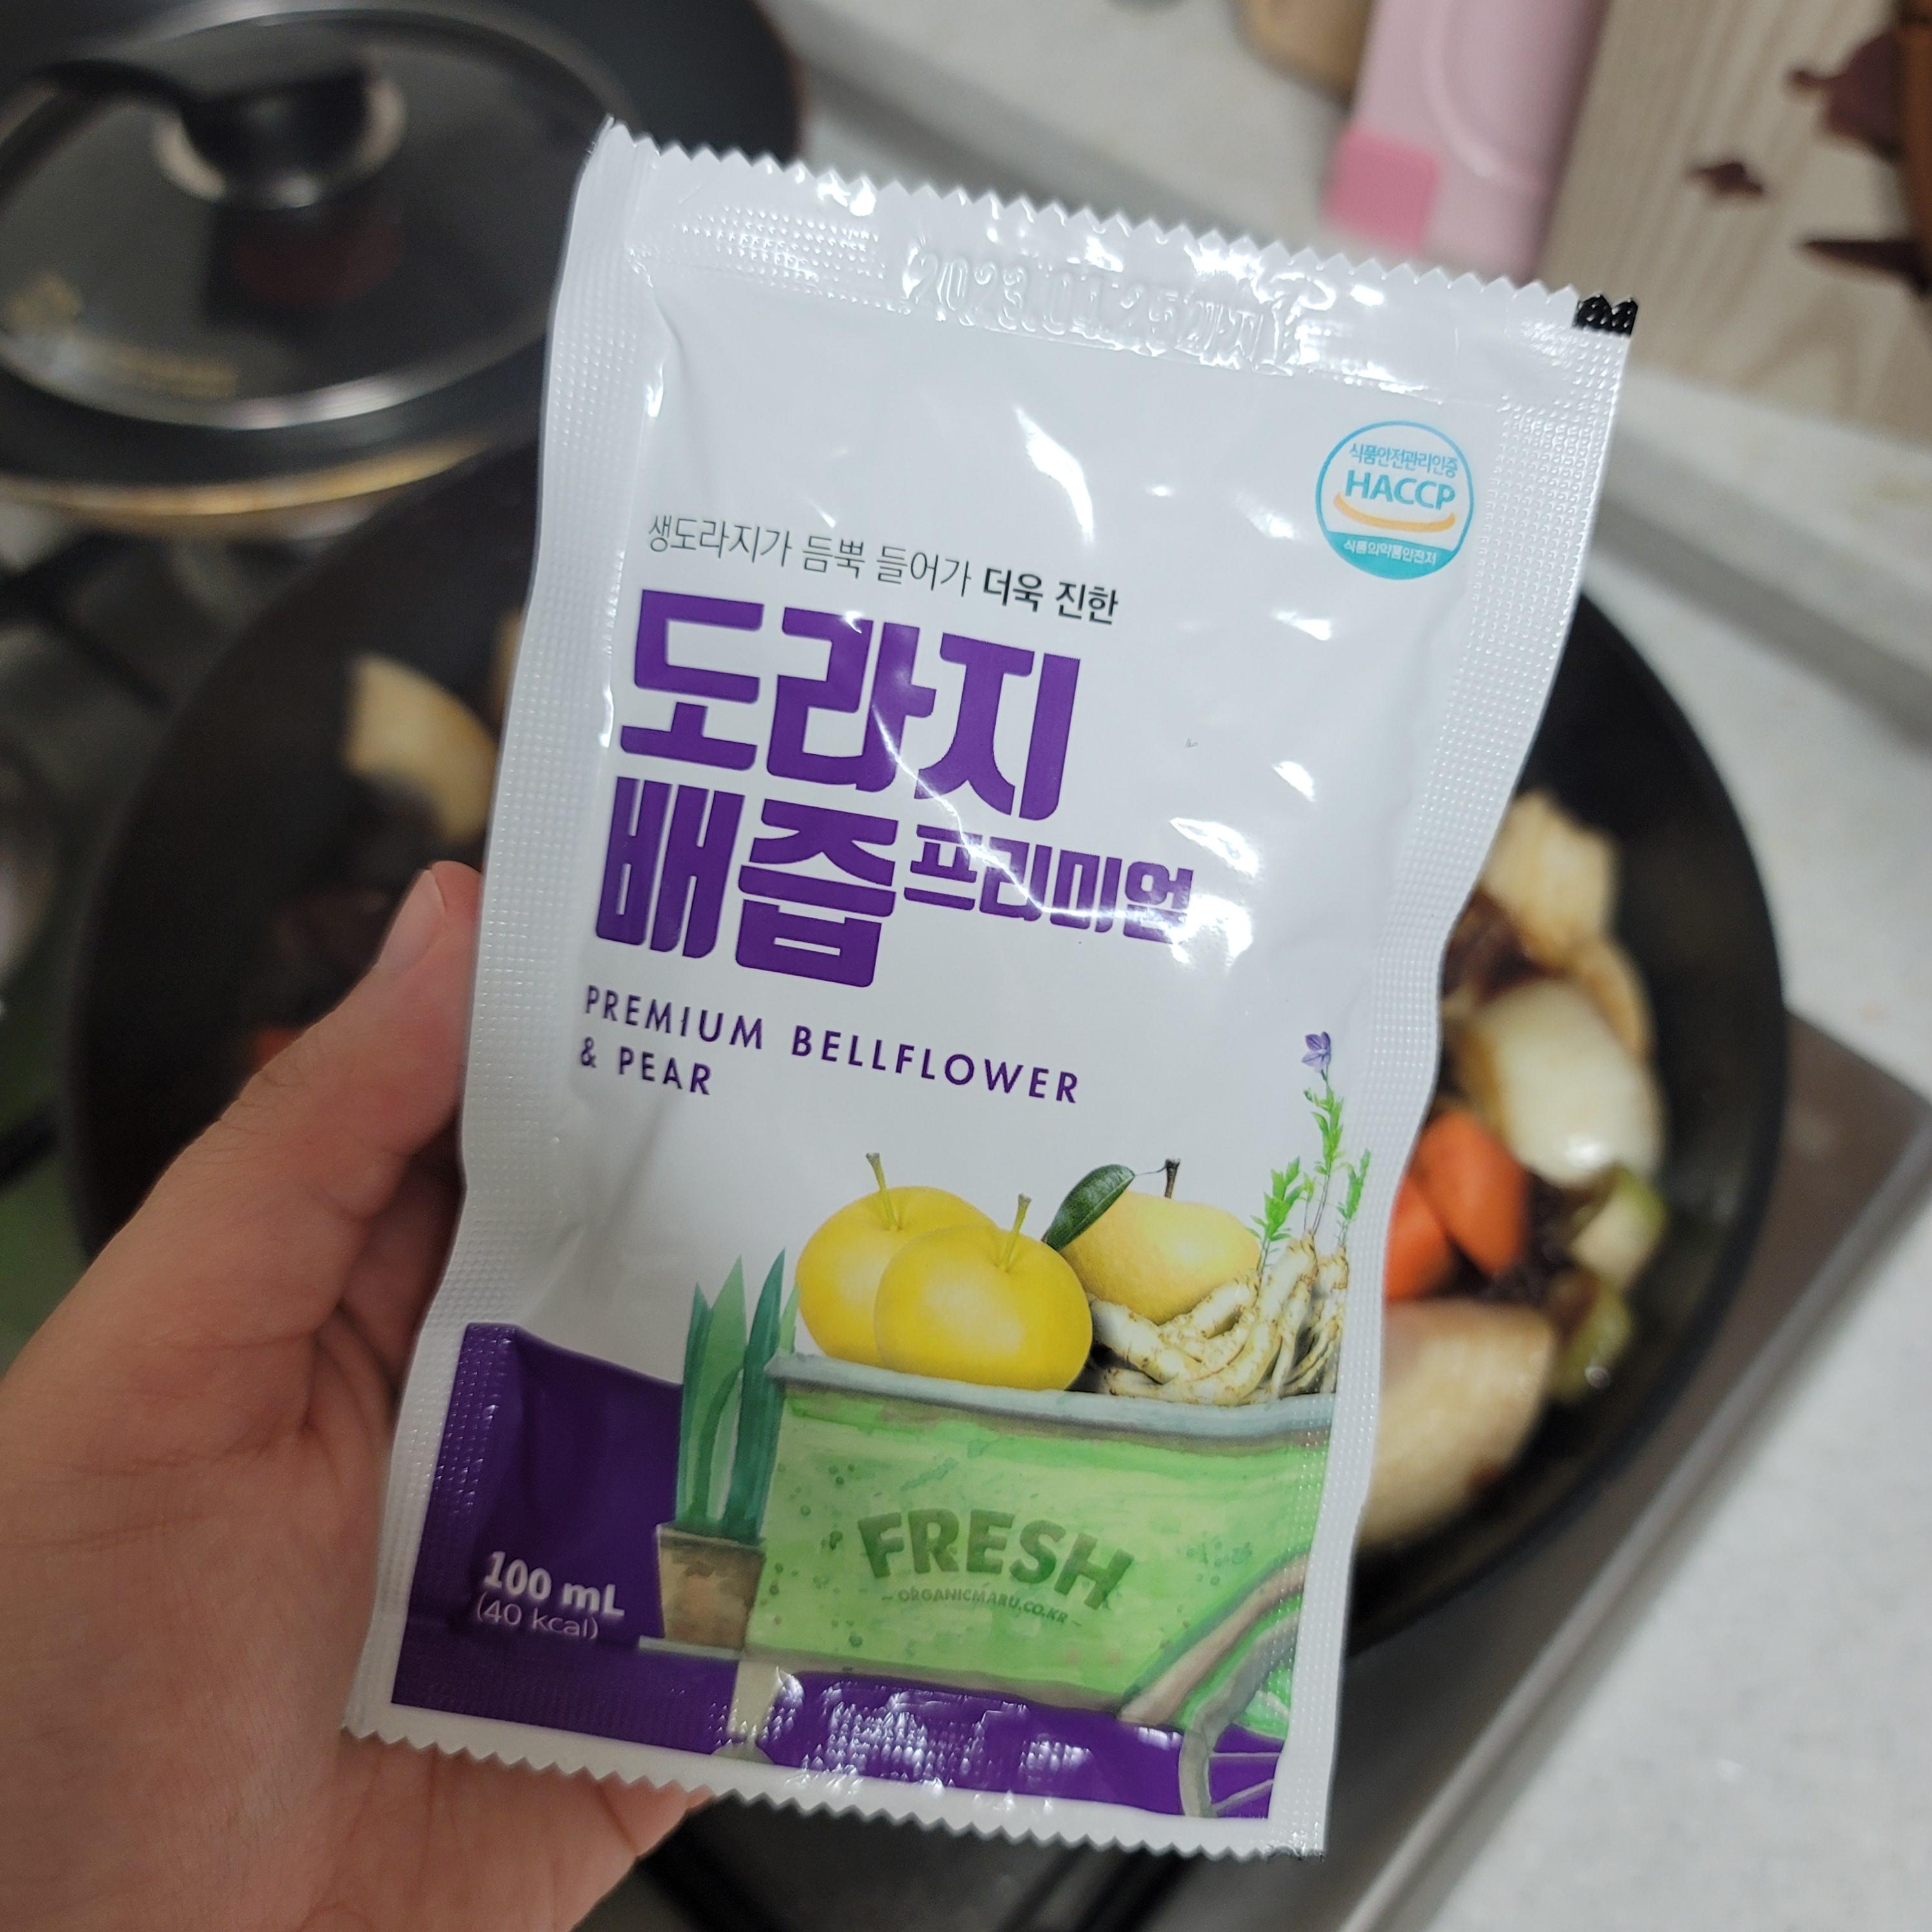 2023.04.25까지
식품안전관리인증
HACCP
식품의약품안전처
생도라지가 듬뿍 들어가 더욱 진한
도라지
배즙 프리미엄
PREMIUM BELLFLOWER
& PEAR
FRESH
ORGANICMARU.CO.KR
100 mL
(40 kcal)